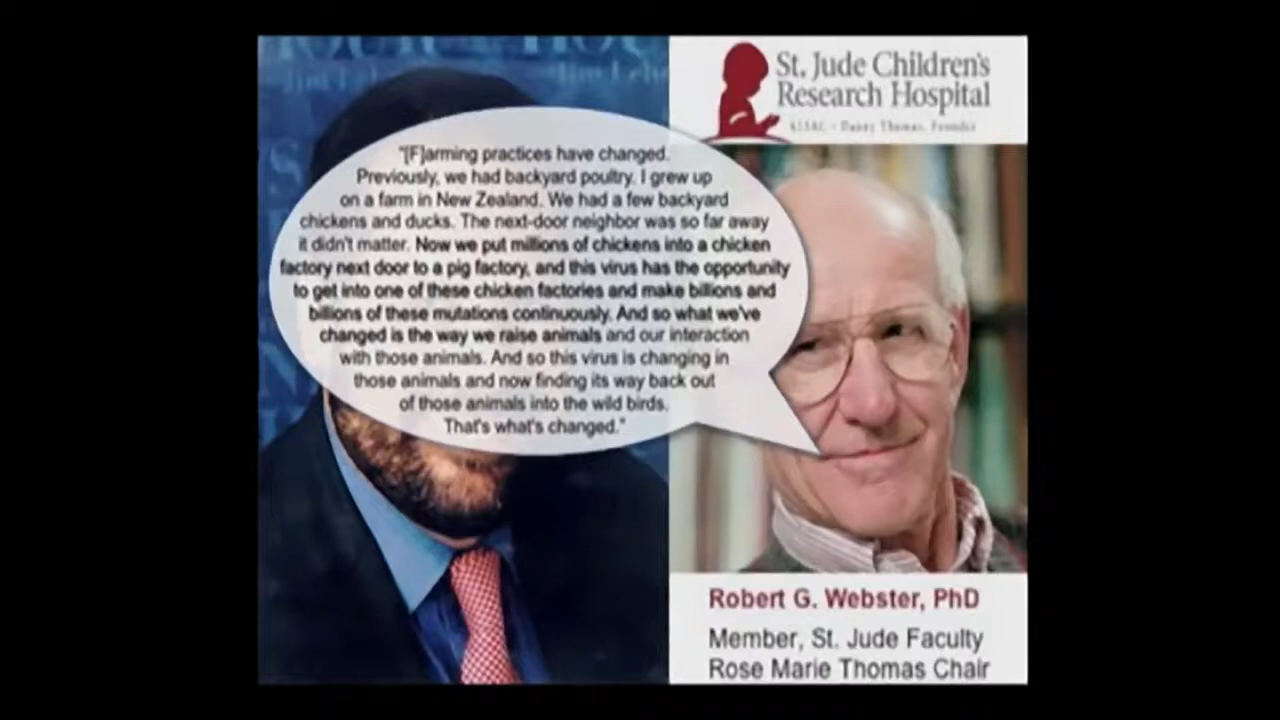 St. Jude Children's
Research Hospital
ALSAC - Danny Thomas, Founder
"[F]arming practices have changed.
Previously, we had backyard poultry. I grew up
on a farm in New Zealand. We had a few backyard
chickens and ducks. The next-door neighbor was so far away
it didn't matter. Now we put millions of chickens into a chicken
factory next door to a pig factory, and this virus has the opportunity
to get into one of these chicken factories and make billions and
billions of these mutations continuously. And so what we've
changed is the way we raise animals and our interaction
with those animals. And so this virus is changing in
those animals and now finding its way back out
of those animals into the wild birds.
That's what's changed."
Robert G. Webster, PhD
Member, St. Jude Faculty
Rose Marie Thomas Chair